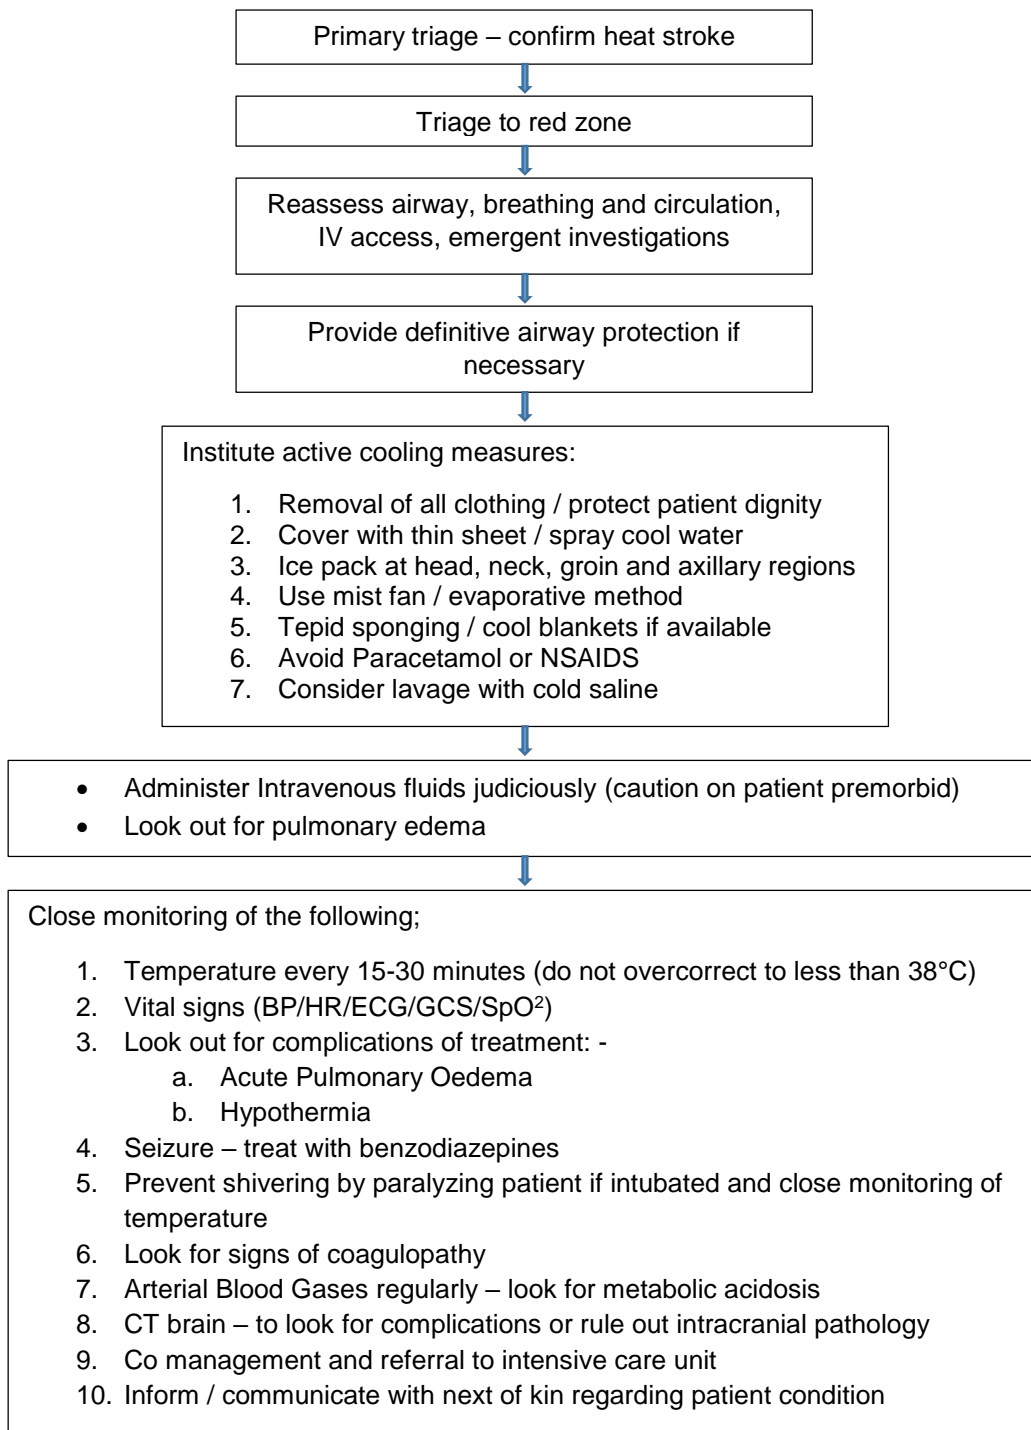 Primary triage – confirm heat stroke
Triage to red zone
Reassess airway, breathing and circulation,
IV access, emergent investigations
Provide definitive airway protection if
necessary
Institute active cooling measures:
1. Removal of all clothing / protect patient dignity
2. Cover with thin sheet / spray cool water
3. Ice pack at head, neck, groin and axillary regions
4. Use mist fan / evaporative method
5. Tepid sponging / cool blankets if available
6. Avoid Paracetamol or NSAIDS
7. Consider lavage with cold saline
• Administer Intravenous fluids judiciously (caution on patient premorbid)
• Look out for pulmonary edema
Close monitoring of the following;
1. Temperature every 15-30 minutes (do not overcorrect to less than 38°C)
2. Vital signs (BP/HR/ECG/GCS/SpO²)
3. Look out for complications of treatment: -
a. Acute Pulmonary Oedema
b. Hypothermia
4. Seizure – treat with benzodiazepines
5. Prevent shivering by paralyzing patient if intubated and close monitoring of
temperature
6. Look for signs of coagulopathy
7. Arterial Blood Gases regularly – look for metabolic acidosis
8. CT brain – to look for complications or rule out intracranial pathology
9. Co management and referral to intensive care unit
10. Inform / communicate with next of kin regarding patient condition